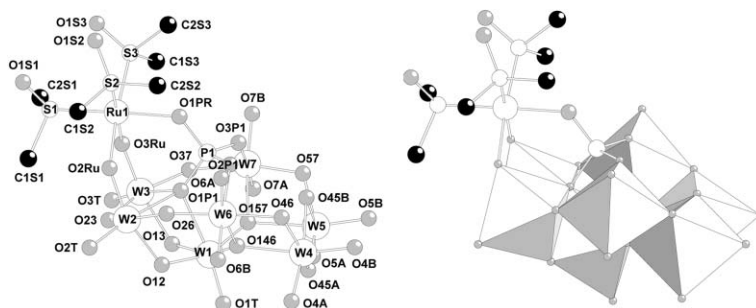 O1S3
C2S3
O1S2
S3
O1S1
C1S3
C2S1
S2
C2S2
S1
Ru1
O1PR
O7B
C1S2
O3Ru
O3P1
C1S1
O37
P1
O2P1
W7
O57
O2Ru
O6A
O7A
O45B
O3T
W3
O1P1
O157
O46
O5B
O23
W2
O26
W6
W5
O2T
O13
O146
W4
O4B
O12
W1
O6B
O5A
O45A
O1T
O4A